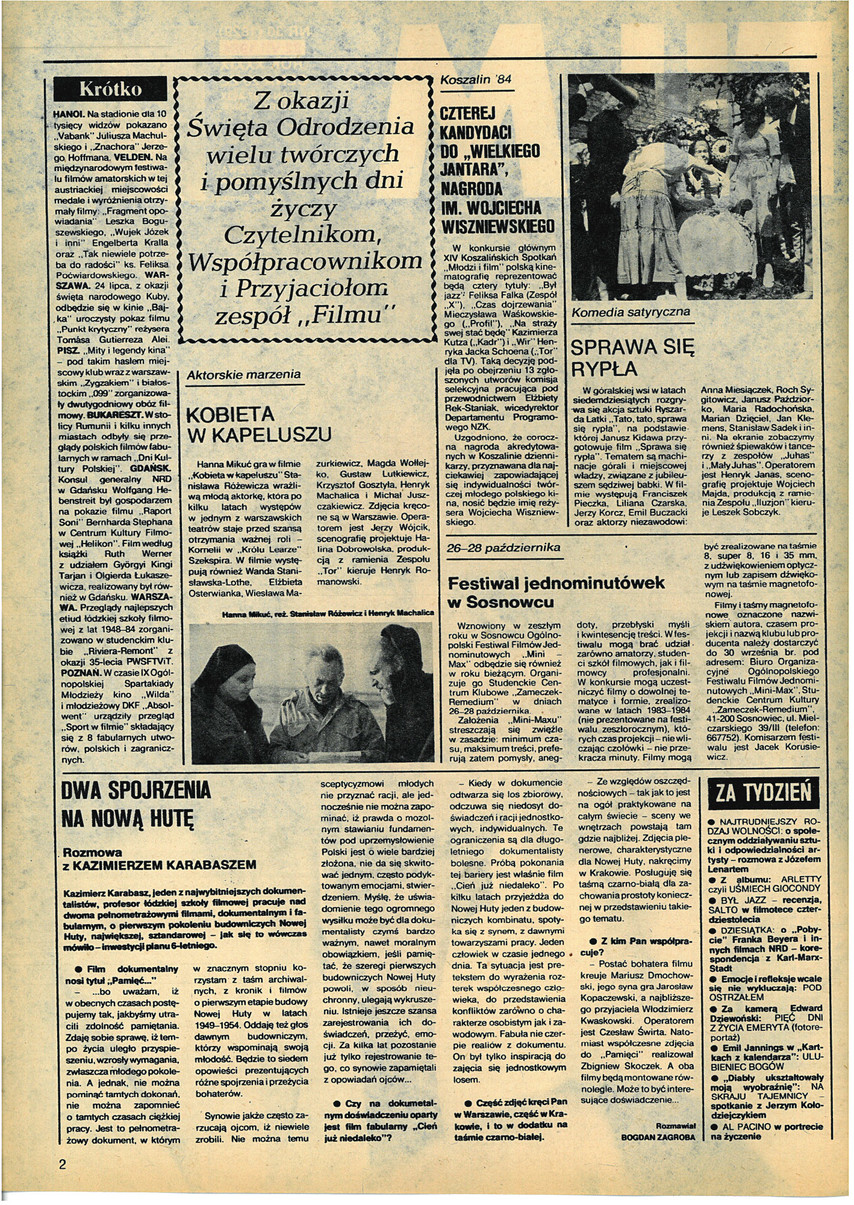 Krótko
HANOI. Na stadionie dla 10
tysięcy widzów pokazano
„Vabank” Juliusza Machul-
skiego i „Znachora” Jerze-
go Hoffmana. VELDEN. Na
międzynarodowym festiwa-
lu filmów amatorskich w tej
austriackiej miejscowości
medale i wyróżnienia otrzy-
mały filmy: „Fragment opo-
wiadania” Leszka Bogu-
szewskiego, „Wujek Józek
i inni” Engelberta Kralla
oraz „Tak niewiele potrze-
ba do radości” ks. Feliksa
Poćwiardowskiego. WAR-
SZAWA. 24 lipca, z okazji
święta narodowego Kuby,
odbędzie się w kinie „Baj-
ka” uroczysty pokaz filmu
„Punkt krytyczny” reżysera
Tomása Gutierreza Alei.
PISZ. „Mity i legendy kina”
– pod takim hasłem miej-
scowy klub wraz z warszaw-
skim „Zygzakiem” i białos-
tockim „099” zorganizowa-
ły dwutygodniowy obóz fil-
mowy. BUKARESZT. W sto-
licy Rumunii i kilku innych
miastach odbyły się prze-
glądy polskich filmów fabu-
larnych w ramach „Dni Kul-
tury Polskiej”. GDAŃSK.
Konsul generalny NRD
w Gdańsku Wolfgang He-
benstreit był gospodarzem
na pokazie filmu „Raport
Soni” Bernharda Stephana
w Centrum Kultury Filmo-
wej „Helikon”. Film według
książki Ruth Werner
z udziałem Györgyi Kingi
Tarjan i Olgierda Łukasze-
wicza, realizowany był rów-
nież w Gdańsku. WARSZA-
WA. Przeglądy najlepszych
etiud łódzkiej szkoły filmo-
wej z lat 1948-84 zorgani-
zowano w studenckim klu-
bie „Riviera-Remont” z
okazji 35-lecia PWSFTViT.
POZNAŃ. W czasie IX Ogól-
nopolskiej Spartakiady
Młodzieży kino „Wilda”
i młodzieżowy DKF „Absol-
went” urządziły przegląd
„Sport w filmie” składający
się z 8 fabularnych utwo-
rów, polskich i zagranicz-
nych.
Z okazji
Święta Odrodzenia
wielu twórczych
i pomyślnych dni
życzy
Czytelnikom,
Współpracownikom
i Przyjaciołom
zespół „Filmu”
Aktorskie marzenia
KOBIETA
W KAPELUSZU
Hanna Mikuć gra w filmie
„Kobieta w kapeluszu” Sta-
nisława Różewicza wrażli-
wą młodą aktorkę, która po
kilku latach występów
w jednym z warszawskich
teatrów staje przed szansą
otrzymania ważnej roli –
Kornelii w „Królu Learze”
Szekspira. W filmie wystę-
pują również Wanda Stani-
sławska-Lothe, Elżbieta
Osterwianka, Wiesława Ma-
zurkiewicz, Magda Wołłej-
ko, Gustaw Lutkiewicz,
Krzysztof Gosztyła, Henryk
Machalica i Michał Jusz-
czakiewicz. Zdjęcia kręco-
ne są w Warszawie. Opera-
torem jest Jerzy Wójcik,
scenografię projektuje Ha-
lina Dobrowolska, produk-
cją z ramienia Zespołu
„Tor” kieruje Henryk Ro-
manowski.
Hanna Mikuć, reż. Stanisław Różewicz i Henryk Machalica
Koszalin '84
CZTEREJ
KANDYDACI
DO „WIELKIEGO
JANTARA”,
NAGRODA
IM. WOJCIECHA
WISZNIEWSKIEGO
W konkursie głównym
XIV Koszalińskich Spotkań
„Młodzi i film” polską kine-
matografię reprezentować
będą cztery tytuły: „Był
jazz” Feliksa Falka (Zespół
„X”), „Czas dojrzewania”
Mieczysława Waśkowskie-
go („Profil”), „Na straży
swej stać będę” Kazimierza
Kutza („Kadr”) i „Wir” Hen-
ryka Jacka Schoena („Tor”
dla TV). Taką decyzję pod-
jęła po obejrzeniu 13 zgło-
szonych utworów komisja
selekcyjna pracująca pod
przewodnictwem Elżbiety
Rek-Staniak, wicedyrektor
Departamentu Programo-
wego NZK.
Uzgodniono, że corocz-
na nagroda akredytowa-
nych w Koszalinie dzienni-
karzy, przyznawana dla naj-
ciekawiej zapowiadającej
się indywidualności twór-
czej młodego polskiego ki-
na, nosić będzie imię reży-
sera Wojciecha Wiszniew-
skiego.
Komedia satyryczna
SPRAWA SIĘ
RYPŁA
W góralskiej wsi w latach
siedemdziesiątych rozgry-
wa się akcja sztuki Ryszar-
da Latki „Tato, tato, sprawa
się rypła”, na podstawie
której Janusz Kidawa przy-
gotowuje film „Sprawa się
rypła”. Tematem są machi-
nacje górali i miejscowej
władzy, związane z jubileu-
szem sędziwej babki. W fil-
mie występują Franciszek
Pieczka, Liliana Czarska,
Jerzy Korcz, Emil Buczacki
oraz aktorzy niezawodowi:
Anna Miesiączek, Roch Sy-
gitowicz, Janusz Paździor-
ko, Maria Radochońska,
Marian Dzięciel, Jan Kle-
mens, Stanisław Sadek i in-
ni. Na ekranie zobaczymy
również śpiewaków i tance-
rzy z zespołów „Juhas”
i „Mały Juhas”. Operatorem
jest Henryk Janas, sceno-
grafię projektuje Wojciech
Majda, produkcją z ramie-
nia Zespołu „Iluzjon” kieru-
je Leszek Sobczyk.
26–28 października
Festiwal jednominutówek
w Sosnowcu
Wznowiony w zeszłym
roku w Sosnowcu Ogólno-
polski Festiwal Filmów Jed-
nominutowych „Mini –
Max” odbędzie się również
w roku bieżącym. Organi-
zuje go Studenckie Cen-
trum Klubowe „Zameczek-
Remedium” w dniach
26–28 października.
Założenia „Mini-Maxu”
streszczają się zwięźle
w zasadzie: minimum cza-
su, maksimum treści, prefe-
rują zatem pomysły, aneg-
doty, przebłyski myśli
i kwintesencję treści. W fes-
tiwalu mogą brać udział
zarówno amatorzy, studen-
ci szkół filmowych, jak i fil-
mowcy profesjonalni.
W konkursie mogą uczest-
niczyć filmy o dowolnej te-
matyce i formie, zrealizo-
wane w latach 1983–1984
(nie prezentowane na festi-
walu zeszłorocznym), któ-
rych czas projekcji – nie wli-
czając czołówki – nie prze-
kracza minuty. Filmy mogą
być zrealizowane na taśmie
8, super 8, 16 i 35 mm,
z udźwiękowieniem optycz-
nym lub zapisem dźwięko-
wym na taśmie magnetofo-
nowej.
Filmy i taśmy magnetofo-
nowe oznaczone nazwi-
skiem autora, czasem pro-
jekcji i nazwą klubu lub pro-
ducenta należy dostarczyć
do 30 września br. pod
adresem: Biuro Organiza-
cyjne Ogólnopolskiego
Festiwalu Filmów Jednomi-
nutowych „Mini-Max”, Stu-
denckie Centrum Kultury
„Zameczek-Remedium”,
41-200 Sosnowiec, ul. Miel-
czarskiego 39/III (telefon:
667752). Komisarzem festi-
walu jest Jacek Korusie-
wicz.
DWA SPOJRZENIA
NA NOWĄ HUTĘ
Rozmowa
z KAZIMIERZEM KARABASZEM
Kazimierz Karabasz, jeden z najwybitniejszych dokumen-
talistów, profesor łódzkiej szkoły filmowej pracuje nad
dwoma pełnometrażowymi filmami, dokumentalnym i fa-
bularnym, o pierwszym pokoleniu budowniczych Nowej
Huty, największej, sztandarowej – jak się to wówczas
mówiło – inwestycji planu 6-letniego.
● Film dokumentalny
nosi tytuł „Pamięć...”
– ...bo uważam, iż
w obecnych czasach postę-
pujemy tak, jakbyśmy utra-
cili zdolność pamiętania.
Zdaję sobie sprawę, iż tem-
po życia uległo przyspie-
szeniu, wzrosły wymagania,
zwłaszcza młodego pokole-
nia. A jednak, nie można
pominąć tamtych dokonań,
nie można zapomnieć
o tamtych czasach ciężkiej
pracy. Jest to pełnometra-
żowy dokument, w którym
w znacznym stopniu ko-
rzystam z taśm archiwal-
nych, z kronik i filmów
o pierwszym etapie budowy
Nowej Huty w latach
1949-1954. Oddaję też głos
dawnym budowniczym,
którzy wspominają swoją
młodość. Będzie to siedem
opowieści prezentujących
różne spojrzenia i przeżycia
bohaterów.
Synowie jakże często za-
rzucają ojcom, iż niewiele
zrobili. Nie można temu
sceptycyzmowi młodych
nie przyznać racji, ale jed-
nocześnie nie można zapo-
minać, iż prawda o mozol-
nym stawianiu fundamen-
tów pod uprzemysłowienie
Polski jest o wiele bardziej
złożona, nie da się skwito-
wać jednym, często podyk-
towanym emocjami, stwier-
dzeniem. Myślę, że uświa-
domienie tego ogromnego
wysiłku może być dla doku-
mentalisty czymś bardzo
ważnym, nawet moralnym
obowiązkiem, jeśli pamię-
tać, że szeregi pierwszych
budowniczych Nowej Huty
powoli, w sposób nieu-
chronny, ulegają wykrusze-
niu. Istnieje jeszcze szansa
zarejestrowania ich do-
świadczeń, przeżyć, emo-
cji. Za kilka lat pozostanie
już tylko rejestrowanie te-
go, co synowie zapamiętali
z opowiadań ojców...
● Czy na dokumetal-
nym doświadczeniu oparty
jest film fabularny „Cień
już niedaleko”?
– Kiedy w dokumencie
odtwarza się los zbiorowy,
odczuwa się niedosyt do-
świadczeń i racji jednostko-
wych, indywidualnych. Te
ograniczenia są dla długo-
letniego dokumentalisty
bolesne. Próbą pokonania
tej bariery jest właśnie film
„Cień już niedaleko”. Po
kilku latach przyjeżdża do
Nowej Huty jeden z budow-
niczych kombinatu, spoty-
ka się z synem, z dawnymi
towarzyszami pracy. Jeden
człowiek w czasie jednego
dnia. Ta sytuacja jest pre-
tekstem do wyrażenia roz-
terek współczesnego czło-
wieka, do przedstawienia
konfliktów zarówno o cha-
rakterze osobistym jak i za-
wodowym. Fabuła nie czer-
pie realiów z dokumentu.
On był tylko inspiracją do
zajęcia się jednostkowym
losem.
● Część zdjęć kręci Pan
w Warszawie, część w Kra-
kowie, i to w dodatku na
taśmie czarno-białej.
– Ze względów oszczęd-
nościowych – tak jak to jest
na ogół praktykowane na
całym świecie – sceny we
wnętrzach powstają tam
gdzie najbliżej. Zdjęcia ple-
nerowe, charakterystyczne
dla Nowej Huty, nakręcimy
w Krakowie. Posługuję się
taśmą czarno-białą dla za-
chowania prostoty koniecz-
nej w przedstawieniu takie-
go tematu.
● Z kim Pan współpra-
cuje?
– Postać bohatera filmu
kreuje Mariusz Dmochow-
ski, jego syna gra Jarosław
Kopaczewski, a najbliższe-
go przyjaciela Włodzimierz
Kwaskowski. Operatorem
jest Czesław Świrta. Nato-
miast współczesne zdjęcia
do „Pamięci” realizował
Zbigniew Skoczek. A oba
filmy będą montowane rów-
nolegle. Może to być intere-
sujące doświadczenie...
Rozmawiał
BOGDAN ZAGROBA
ZA TYDZIEŃ
● NAJTRUDNIEJSZY RO-
DZAJ WOLNOŚCI: o społe-
cznym oddziaływaniu sztu-
ki i odpowiedzialności ar-
tysty – rozmowa z Józefem
Lenartem
● Z albumu: ARLETTY
czyli UŚMIECH GIOCONDY
● BYŁ JAZZ – recenzja,
SALTO w filmotece czter-
dziestolecia
● DZIESIĄTKA: o „Poby-
cie” Franka Beyera i in-
nych filmach NRD – kore-
spondencja z Karl-Marx-
Stadt
● Emocje i refleksje wcale
się nie wykluczają: POD
OSTRZAŁEM
● Za kamerą Edward
Dziewoński: PIĘĆ DNI
Z ŻYCIA EMERYTA (fotore-
portaż)
● Emil Jannings w „Kart-
kach z kalendarza”: ULU-
BIENIEC BOGÓW
● „Diabły ukształtowały
moją wyobraźnię”: NA
SKRAJU TAJEMNICY –
spotkanie z Jerzym Koło-
dziejczykiem
● AL PACINO w portrecie
na życzenie
2